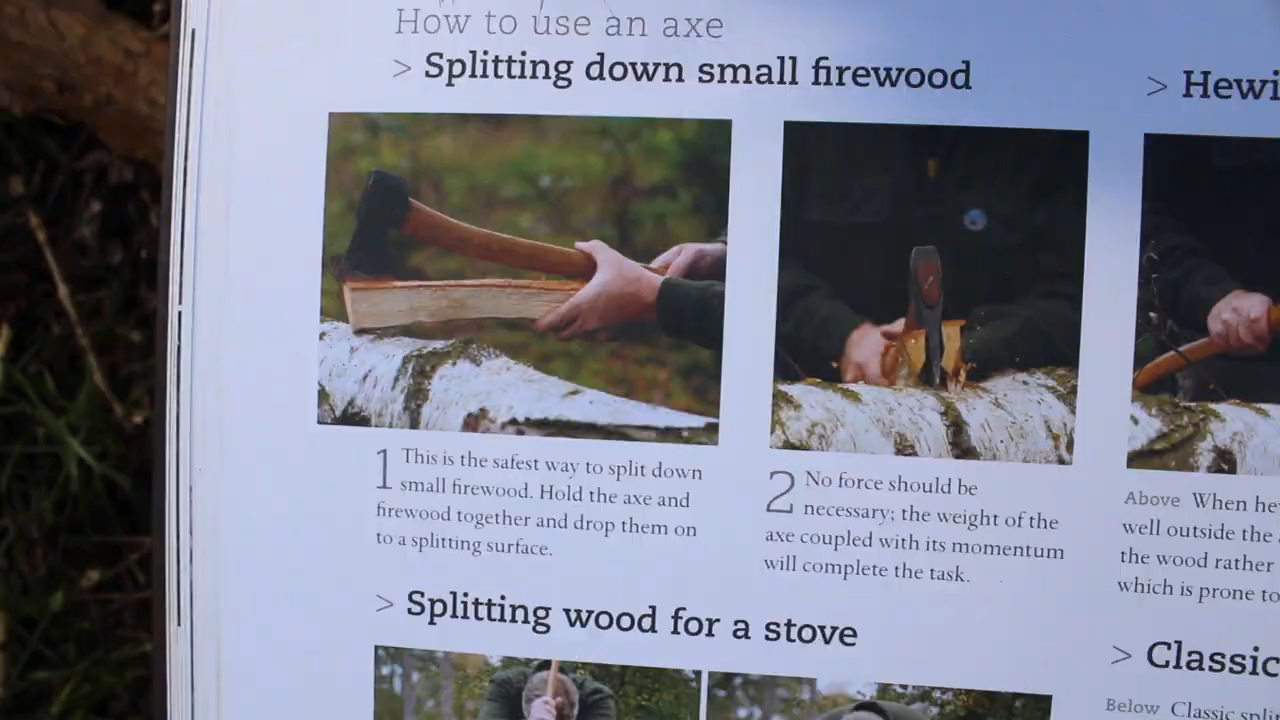 How to use an axe
> Splitting down small firewood
1 This is the safest way to split down
small firewood. Hold the axe and
firewood together and drop them on
to a splitting surface.
2 No force should be
necessary; the weight of the
axe coupled with its momentum
will complete the task.
> Splitting wood for a stove
> Hewi
Above When he
well outside the
the wood rather
which is prone to
> Classic
Below Classic spli